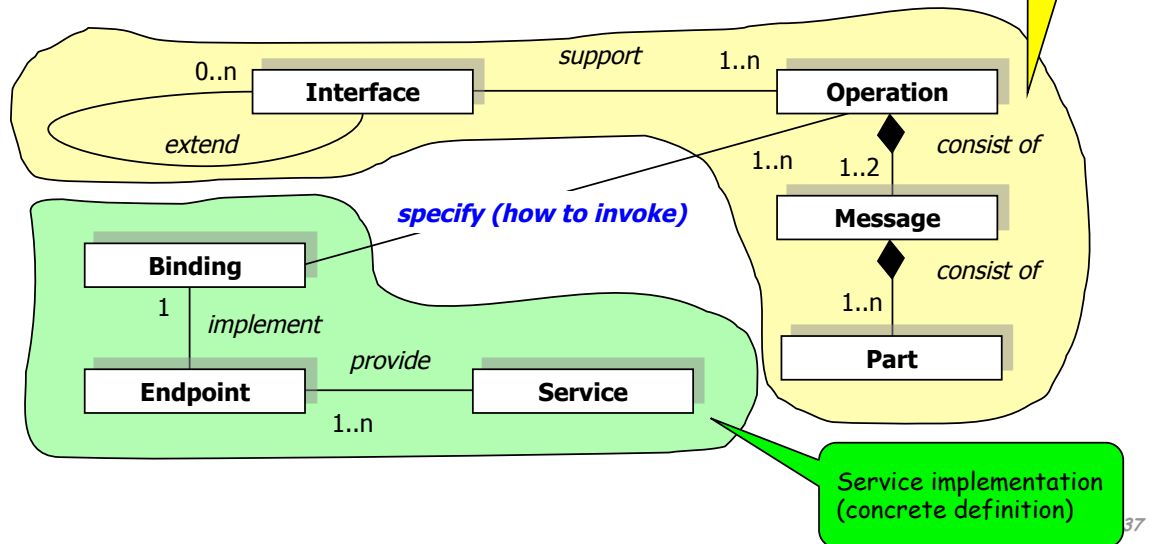 support
0..n
1..n
Interface
Operation
extend
consist of
1..n
1..2
specify (how to invoke)
Message
Binding
consist of
1
1..n
implement
provide
Part
Endpoint
Service
1..n
Service implementation
(concrete definition)
37